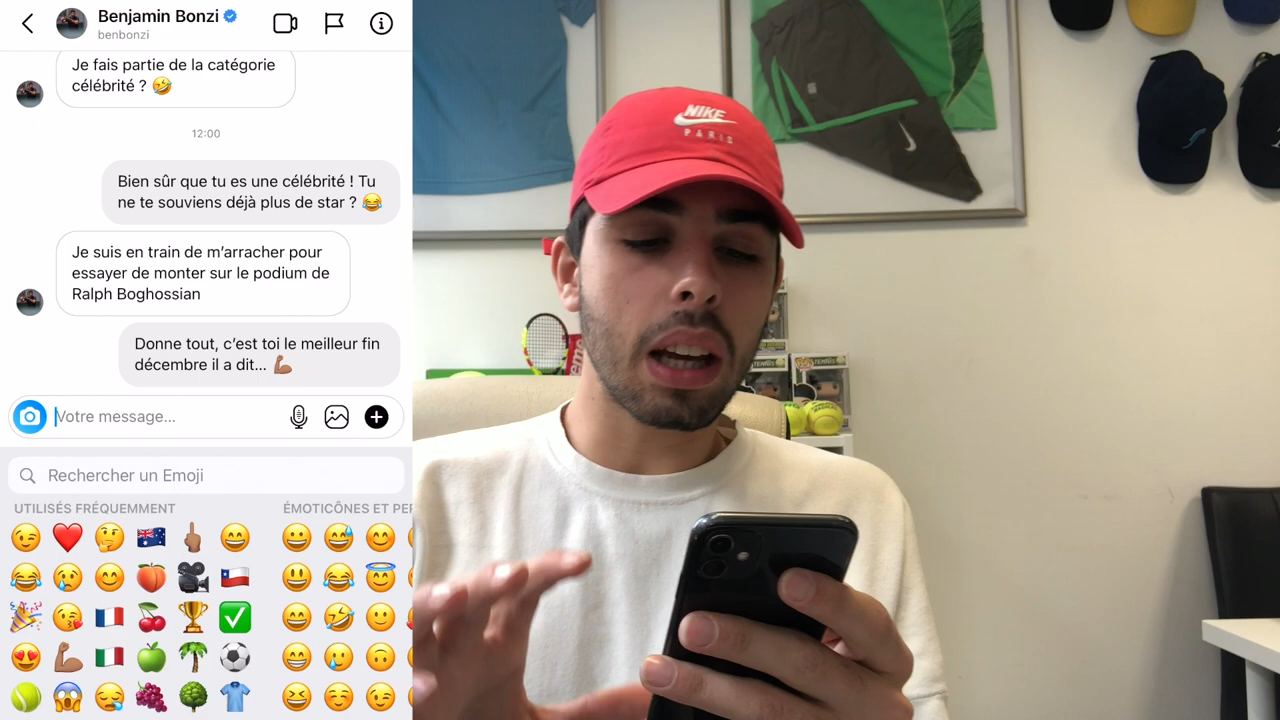 Benjamin Bonzi
benbonzi
Je fais partie de la catégorie
célébrité ? 🤣
12:00
Bien sûr que tu es une célébrité ! Tu
ne te souviens déjà plus de star ? 😂
Je suis en train de m’arracher pour
essayer de monter sur le podium de
Ralph Boghossian
Donne tout, c’est toi le meilleur fin
décembre il a dit... 💪🏽
Votre message...
Rechercher un Emoji
UTILISÉS FRÉQUEMMENT
ÉMOTICÔNES ET PER
NIKE
PARIS
TENNIS